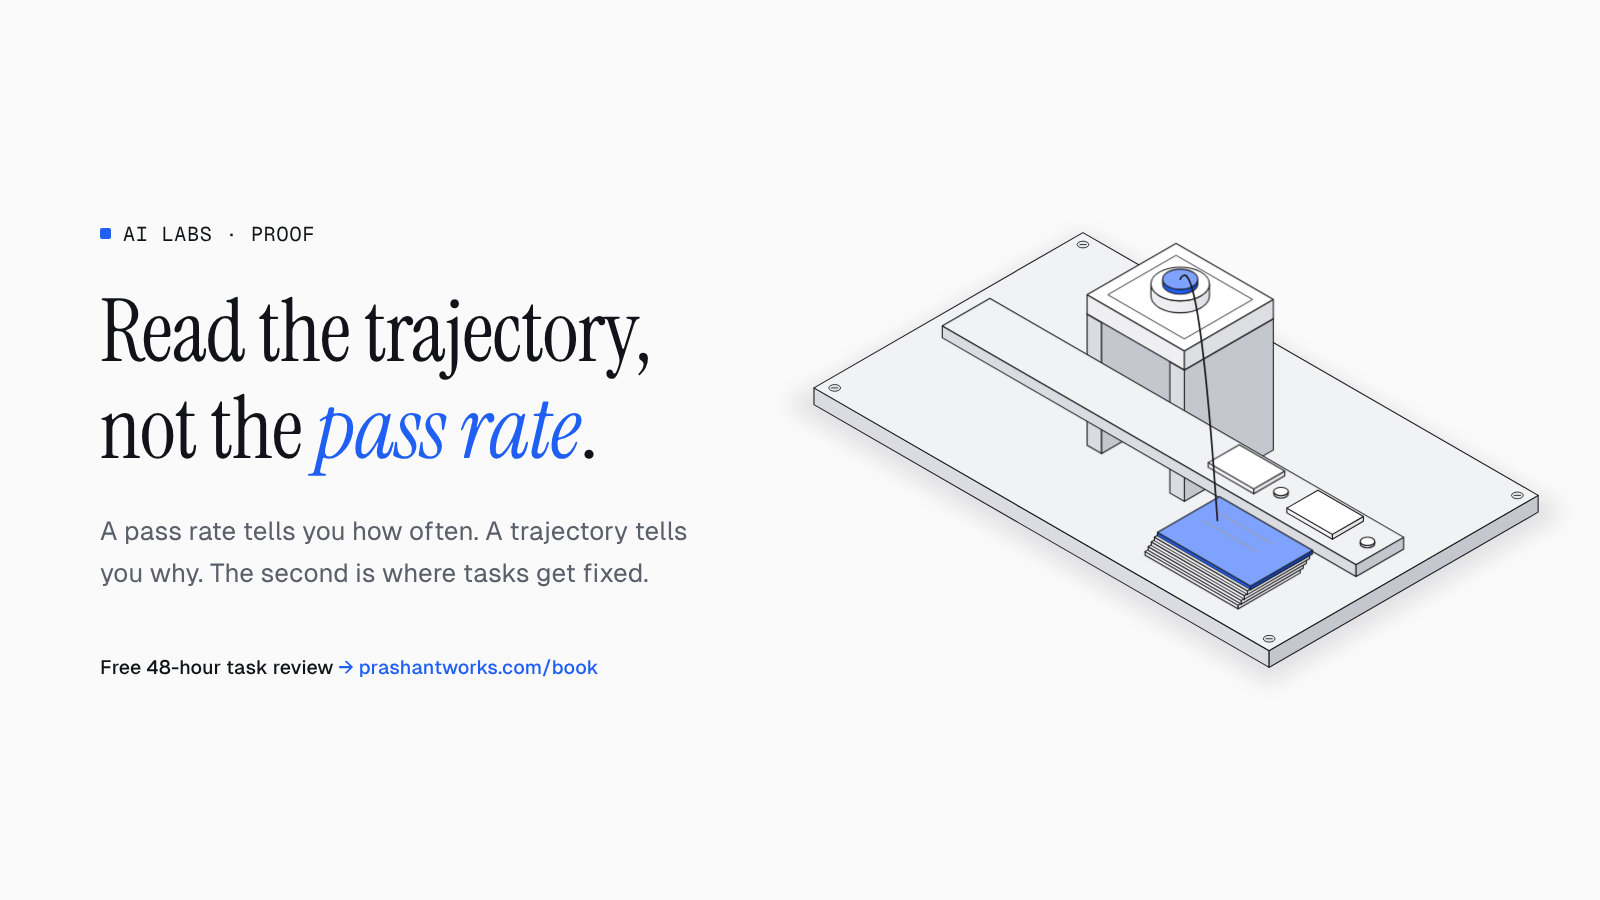 AI LABS · PROOF
Read the trajectory,
not the pass rate.
A pass rate tells you how often. A trajectory tells
you why. The second is where tasks get fixed.
Free 48-hour task review → prashantworks.com/book